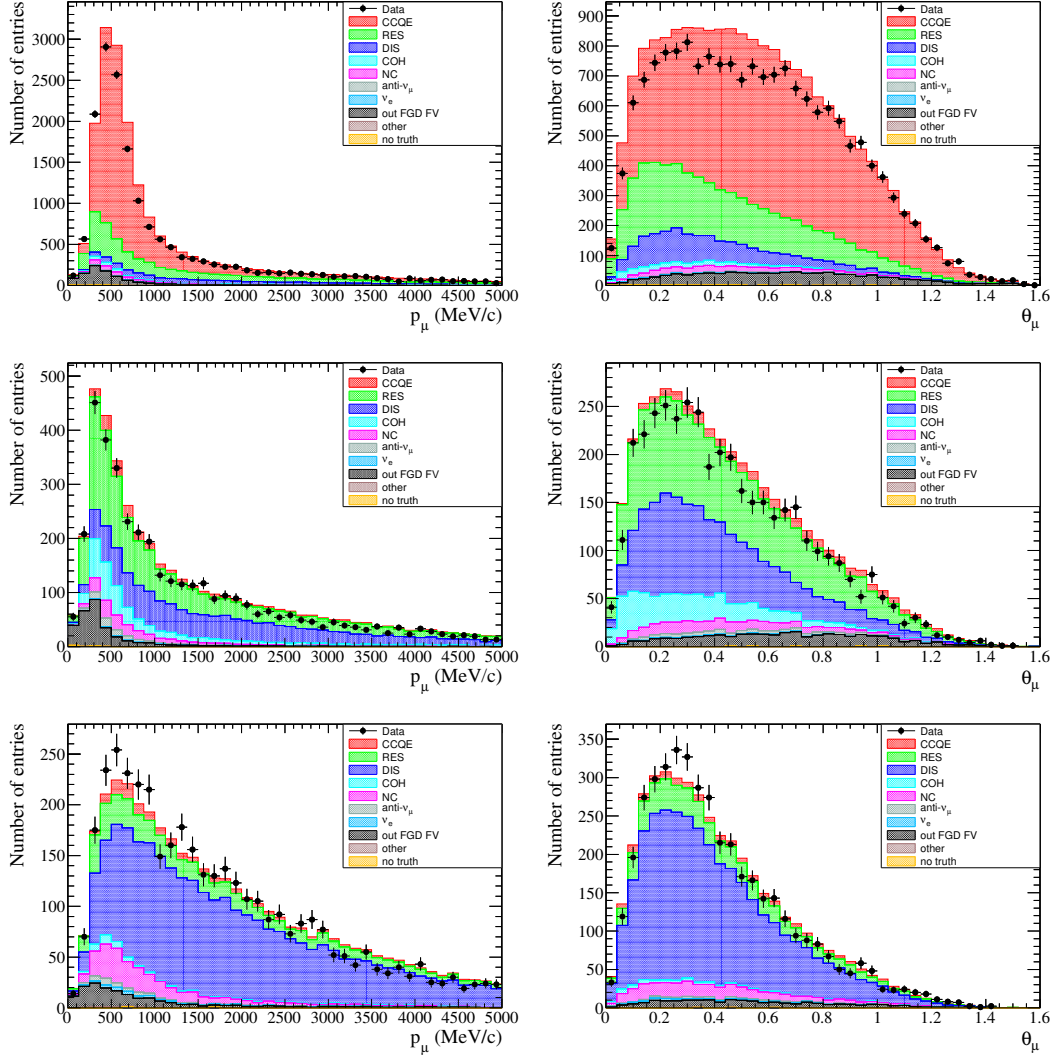 Number of entries
3000
2500
2000
1500
1000
500
0
Data
CCQE
RES
DIS
COH
NC
anti-νμ
νe
out FGD FV
other
no truth
0 500 1000 1500 2000 2500 3000 3500 4000 4500 5000
pμ (MeV/c)
Number of entries
900
800
700
600
500
400
300
200
100
0
Data
CCQE
RES
DIS
COH
NC
anti-νμ
νe
out FGD FV
other
no truth
0 0.2 0.4 0.6 0.8 1 1.2 1.4 1.6
θμ
Number of entries
500
400
300
200
100
0
Data
CCQE
RES
DIS
COH
NC
anti-νμ
νe
out FGD FV
other
no truth
0 500 1000 1500 2000 2500 3000 3500 4000 4500 5000
pμ (MeV/c)
Number of entries
250
200
150
100
50
0
Data
CCQE
RES
DIS
COH
NC
anti-νμ
νe
out FGD FV
other
no truth
0 0.2 0.4 0.6 0.8 1 1.2 1.4 1.6
θμ
Number of entries
250
200
150
100
50
0
Data
CCQE
RES
DIS
COH
NC
anti-νμ
νe
out FGD FV
other
no truth
0 500 1000 1500 2000 2500 3000 3500 4000 4500 5000
pμ (MeV/c)
Number of entries
350
300
250
200
150
100
50
0
Data
CCQE
RES
DIS
COH
NC
anti-νμ
νe
out FGD FV
other
no truth
0 0.2 0.4 0.6 0.8 1 1.2 1.4 1.6
θμ